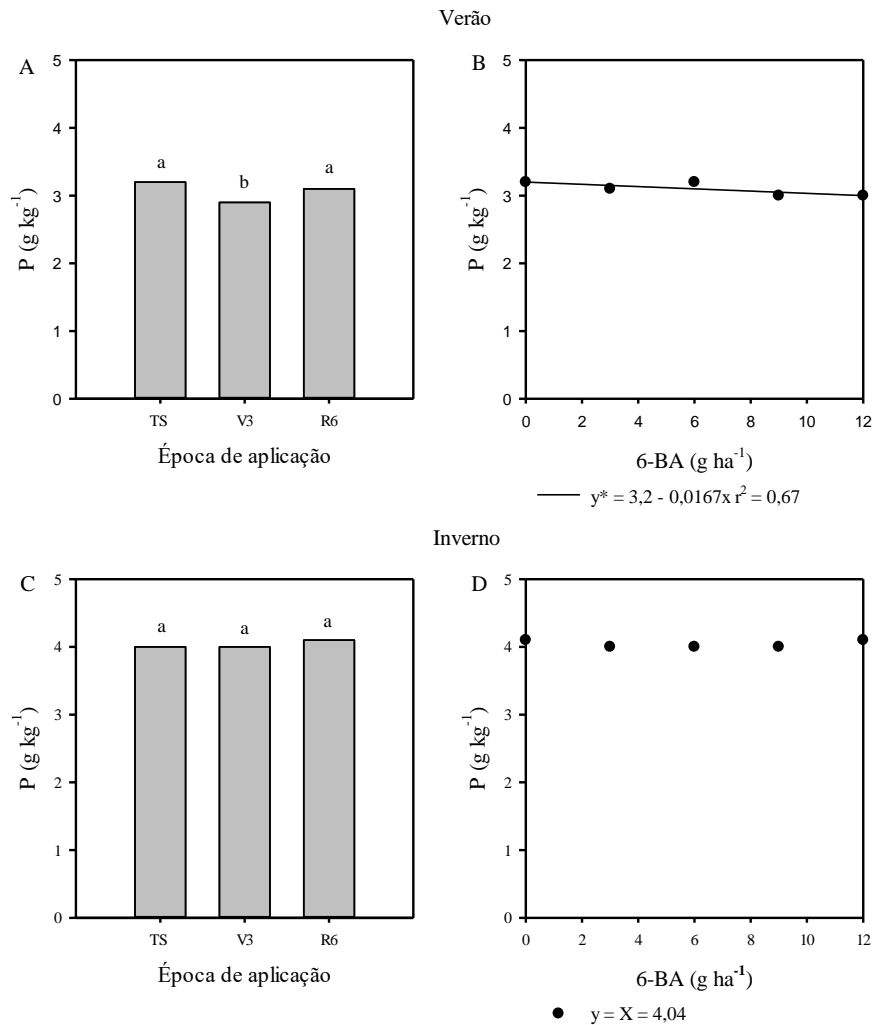 Verão
A
5
4
3
2
1
0
P (g kg⁻¹)
a
b
a
TS V3 R6
Época de aplicação
B
5
4
3
2
1
0
P (g kg⁻¹)
0 2 4 6 8 10 12
6-BA (g ha⁻¹)
y* = 3,2 - 0,0167x r² = 0,67
Inverno
C
5
4
3
2
1
0
P (g kg⁻¹)
a a a
TS V3 R6
Época de aplicação
D
5
4
3
2
1
0
P (g kg⁻¹)
0 2 4 6 8 10 12
6-BA (g ha⁻¹)
y = X = 4,04